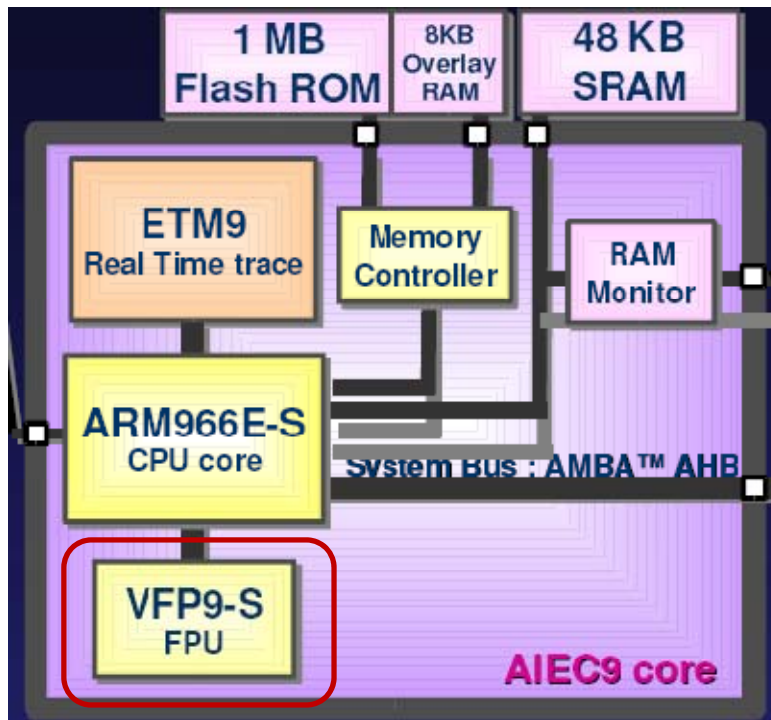 1 MB
Flash ROM
8KB
Overlay
RAM
48 KB
SRAM
ETM9
Real Time trace
Memory
Controller
RAM
Monitor
ARM966E-S
CPU core
System Bus : AMBA™ AHB
VFP9-S
FPU
AIEC9 core